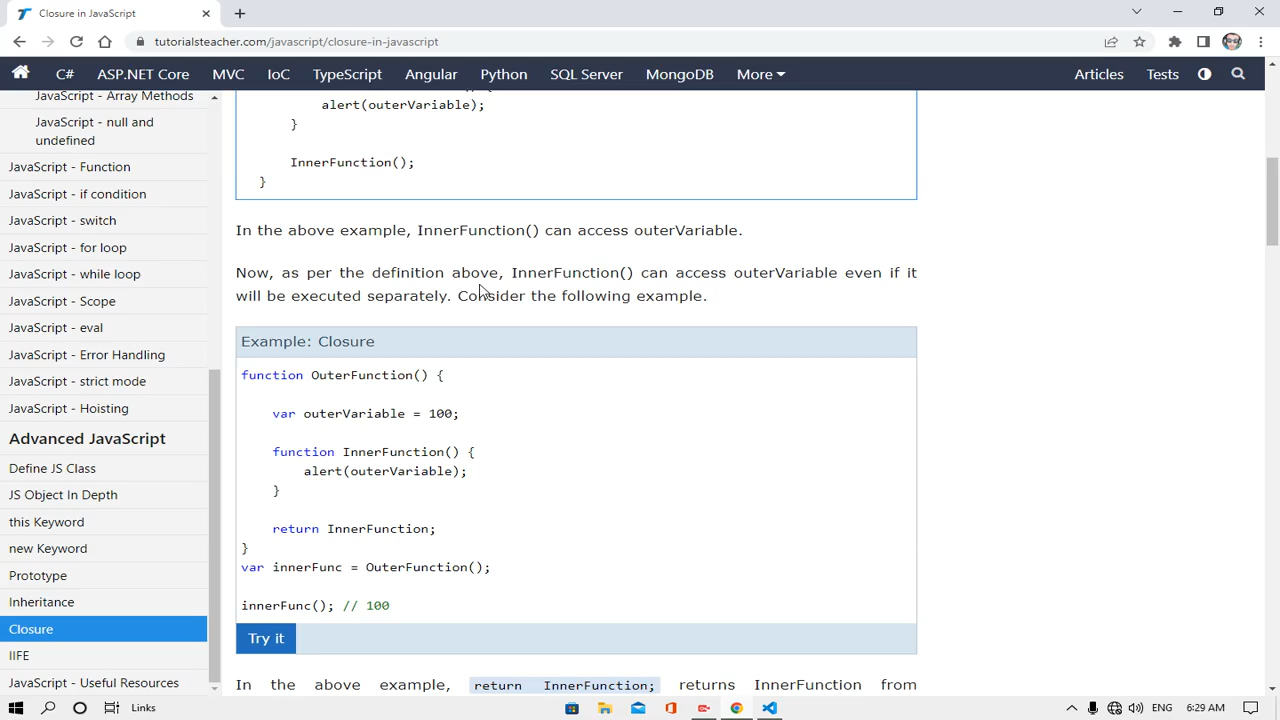 Closure in JavaScript
tutorialsteacher.com/javascript/closure-in-javascript
C# ASP.NET Core MVC IoC TypeScript Angular Python SQL Server MongoDB More Articles Tests
JavaScript - Array Methods
JavaScript - null and
undefined
JavaScript - Function
JavaScript - if condition
JavaScript - switch
JavaScript - for loop
JavaScript - while loop
JavaScript - Scope
JavaScript - eval
JavaScript - Error Handling
JavaScript - strict mode
JavaScript - Hoisting
Advanced JavaScript
Define JS Class
JS Object In Depth
this Keyword
new Keyword
Prototype
Inheritance
Closure
IIFE
JavaScript - Useful Resources
alert(outerVariable);
}
InnerFunction();
}
In the above example, InnerFunction() can access outerVariable.
Now, as per the definition above, InnerFunction() can access outerVariable even if it
will be executed separately. Consider the following example.
Example: Closure
function OuterFunction() {
var outerVariable = 100;
function InnerFunction() {
alert(outerVariable);
}
return InnerFunction;
}
var innerFunc = OuterFunction();
innerFunc(); // 100
Try it
In the above example, return InnerFunction; returns InnerFunction from
Links
ENG 6:29 AM